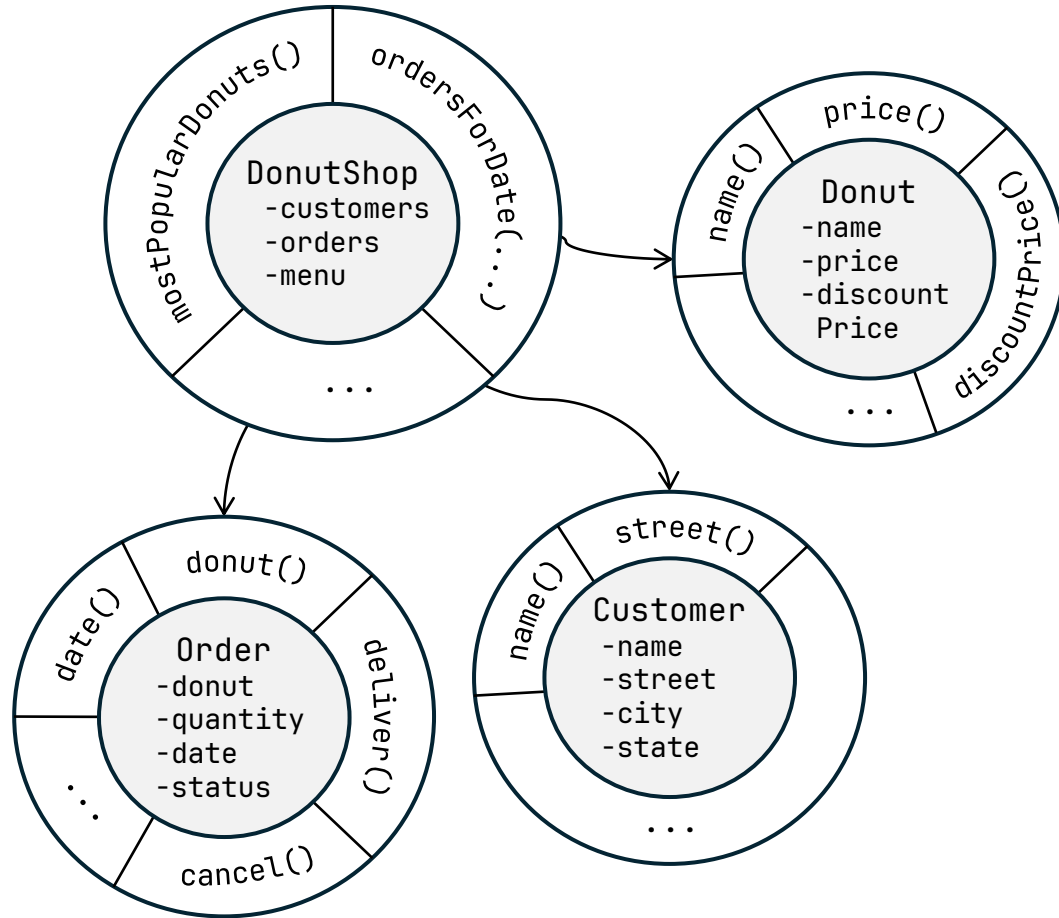 mostPopularDonuts()
ordersForDate(....)
DonutShop
-customers
-orders
-menu
...
name()
price()
discountPrice()
Donut
-name
-price
-discount
Price
...
date()
donut()
deliver()
cancel()
...
Order
-donut
-quantity
-date
-status
name()
street()
Customer
-name
-street
-city
-state
...